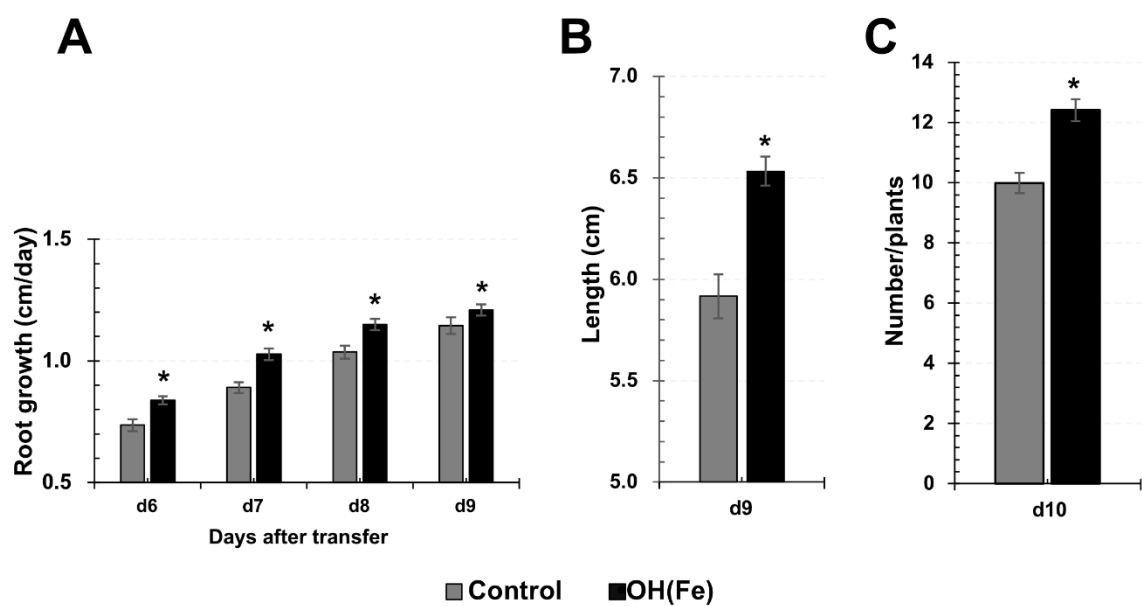 A
B
C
Root growth (cm/day)
1.5
1.0
0.5
* * * *
d6 d7 d8 d9
Days after transfer
Length (cm)
7.0
6.5
6.0
5.5
5.0
*
d9
Number/plants
14
12
10
8
6
4
2
0
*
d10
Control OH(Fe)